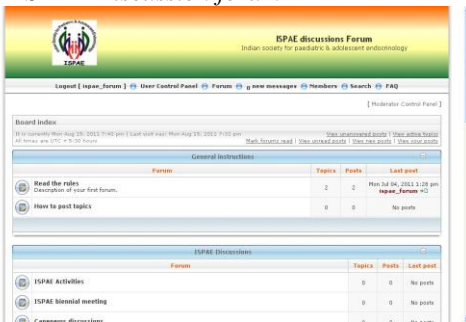 ISPAE
ISPAE discussions Forum
Indian society for paediatric & adolescent endocrinology
Logout [ ispae_forum ] User Control Panel Forum 0 new messages Members Search FAQ
[ Moderator Control Panel ]
Board index
It is currently Mon Aug 29, 2011 7:40 pm | Last visit was: Mon Aug 29, 2011
All times are UTC + 5:30 hours
View unanswered posts | View active topics
Mark forums read | View unread posts | View new posts | View your posts
General Instructions
Forum Topics Posts Last post
Read the rules
Description of your first forum.
2 2 Mon Jul 04, 2011 1:28 pm
ispae_forum
How to post topics 0 0 No posts
ISPAE Discussions
Forum Topics Posts Last post
ISPAE Activities 0 0 No posts
ISPAE biennial meeting 0 0 No posts
discussions 0 0 No posts